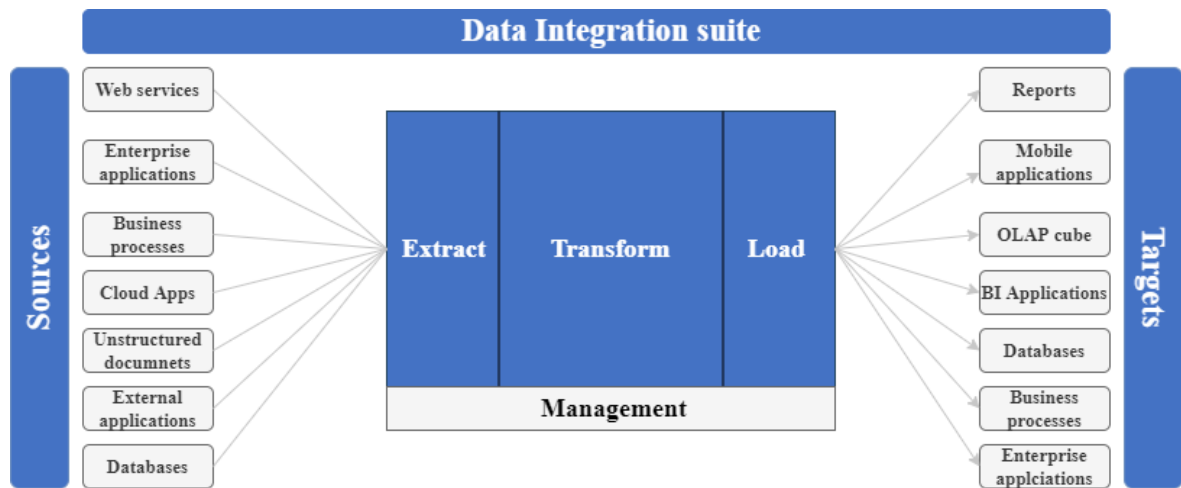 Data Integration suite
Sources
Web services
Enterprise
applications
Business
processes
Cloud Apps
Unstructured
documnets
External
applications
Databases
Extract
Transform
Load
Management
Reports
Mobile
applications
OLAP cube
BI Applications
Databases
Business
processes
Enterprise
applciations
Targets